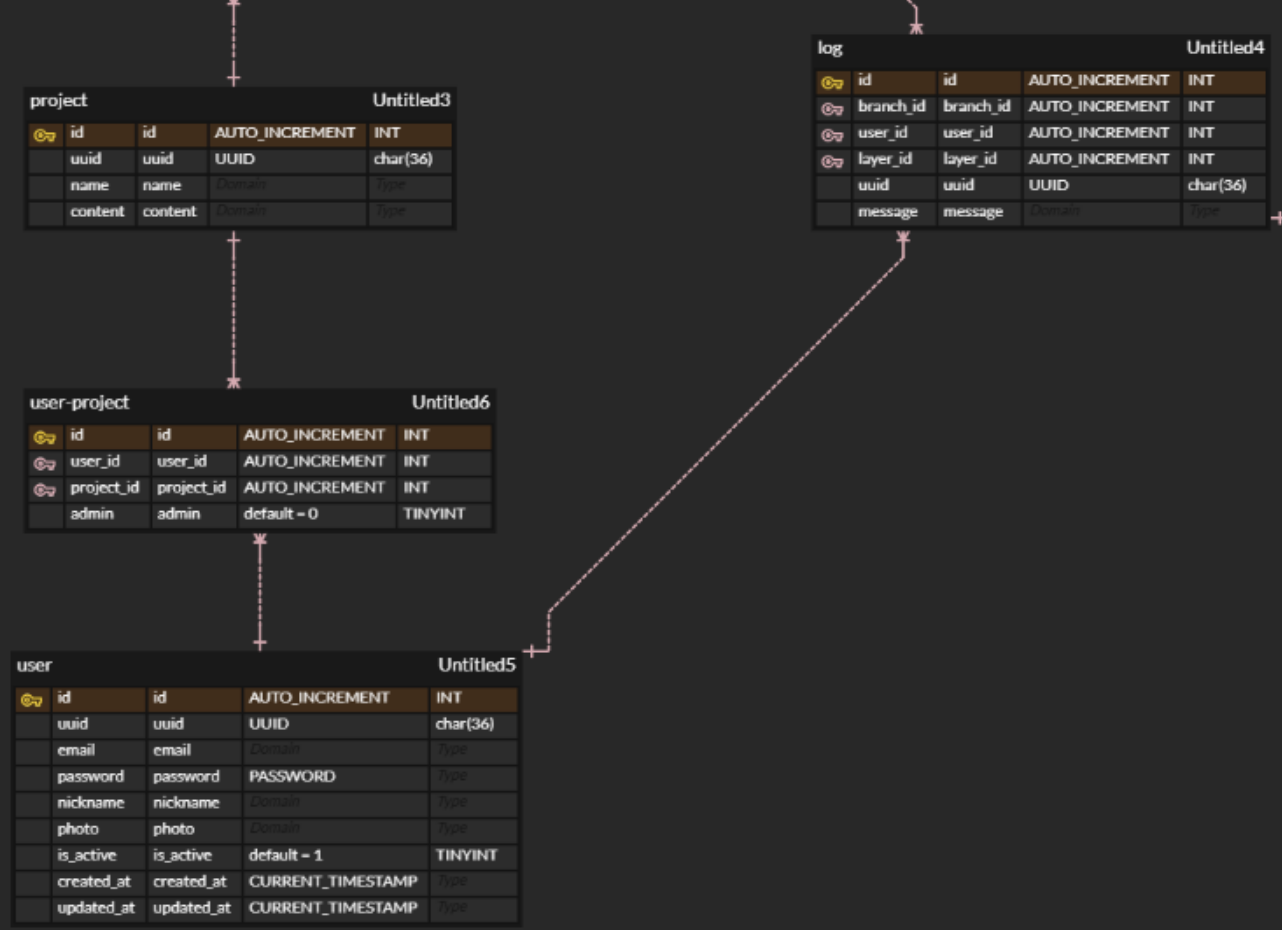 project Untitled3
id id AUTO_INCREMENT INT
uuid uuid UUID char(36)
name name Domain Type
content content Domain Type
log Untitled4
id id AUTO_INCREMENT INT
branch_id branch_id AUTO_INCREMENT INT
user_id user_id AUTO_INCREMENT INT
layer_id layer_id AUTO_INCREMENT INT
uuid uuid UUID char(36)
message message Domain Type
user-project Untitled6
id id AUTO_INCREMENT INT
user_id user_id AUTO_INCREMENT INT
project_id project_id AUTO_INCREMENT INT
admin admin default = 0 TINYINT
user Untitled5
id id AUTO_INCREMENT INT
uuid uuid UUID char(36)
email email Domain Type
password password PASSWORD Type
nickname nickname Domain Type
photo photo Domain Type
is_active is_active default = 1 TINYINT
created_at created_at CURRENT_TIMESTAMP Type
updated_at updated_at CURRENT_TIMESTAMP Type